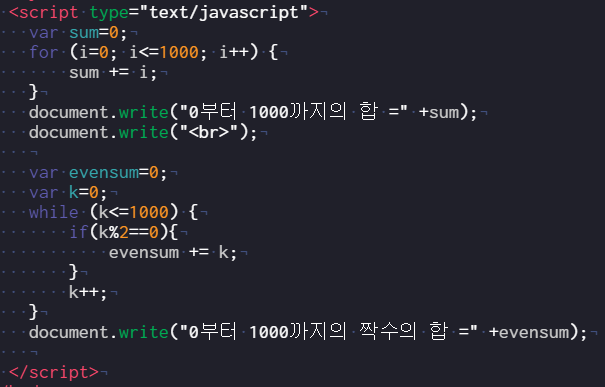 <script type="text/javascript">
var sum=0;
for (i=0; i<=1000; i++) {
sum += i;
}
document.write("0부터 1000까지의 합 =" +sum);
document.write("<br>");
var evensum=0;
var k=0;
while (k<=1000) {
if(k%2==0){
evensum += k;
}
k++;
}
document.write("0부터 1000까지의 짝수의 합 =" +evensum);
</script>